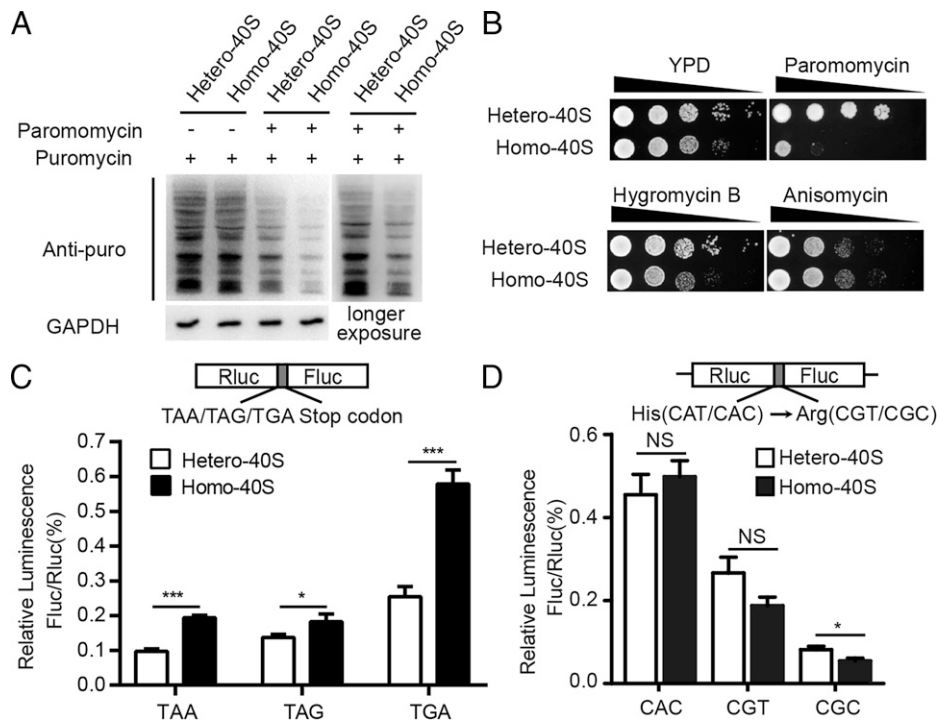 A
Hetero-40S Homo-40S Hetero-40S Homo-40S Hetero-40S Homo-40S
Paromomycin - - + + + +
Puromycin + + + + + +
Anti-puro
GAPDH
longer
exposure
B
YPD Paromomycin
Hetero-40S
Homo-40S
Hygromycin B Anisomycin
Hetero-40S
Homo-40S
C
Rluc Fluc
TAA/TAG/TGA Stop codon
Relative Luminescence
Fluc/Rluc(%)
0.7
0.6
0.5
0.4
0.3
0.2
0.1
0.0
Hetero-40S
Homo-40S
*** * ***
TAA TAG TGA
D
Rluc Fluc
His(CAT/CAC) → Arg(CGT/CGC)
Relative Luminescence
Fluc/Rluc(%)
0.6
0.4
0.2
0.0
Hetero-40S
Homo-40S
NS NS *
CAC CGT CGC